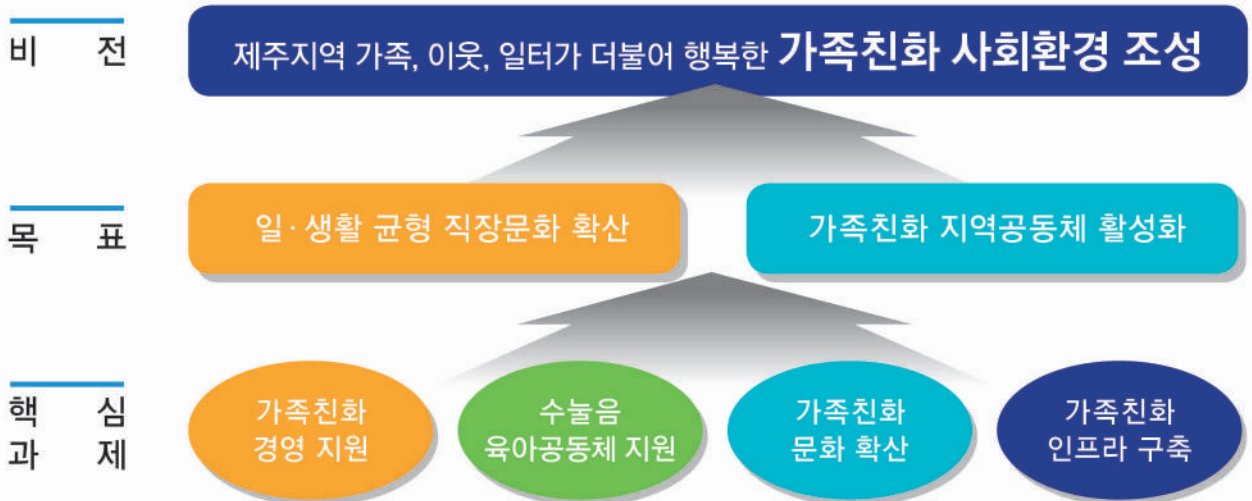 비 전
제주지역 가족, 이웃, 일터가 더불어 행복한 가족친화 사회환경 조성
목 표
일·생활 균형 직장문화 확산
가족친화 지역공동체 활성화
핵 심
과 제
가족친화
경영 지원
수눌음
육아공동체 지원
가족친화
문화 확산
가족친화
인프라 구축